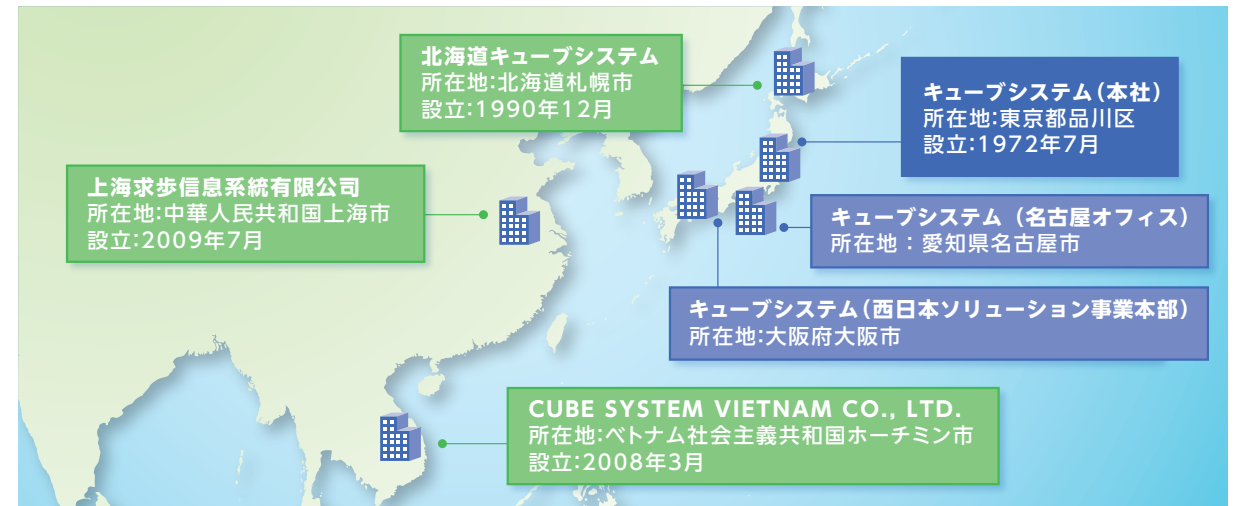 北海道キューブシステム
所在地:北海道札幌市
設立:1990年12月
キューブシステム(本社)
所在地:東京都品川区
設立:1972年7月
上海求歩信息系統有限公司
所在地:中華人民共和国上海市
設立:2009年7月
キューブシステム（名古屋オフィス）
所在地：愛知県名古屋市
キューブシステム(西日本ソリューション事業本部)
所在地:大阪府大阪市
CUBE SYSTEM VIETNAM CO., LTD.
所在地:ベトナム社会主義共和国ホーチミン市
設立:2008年3月